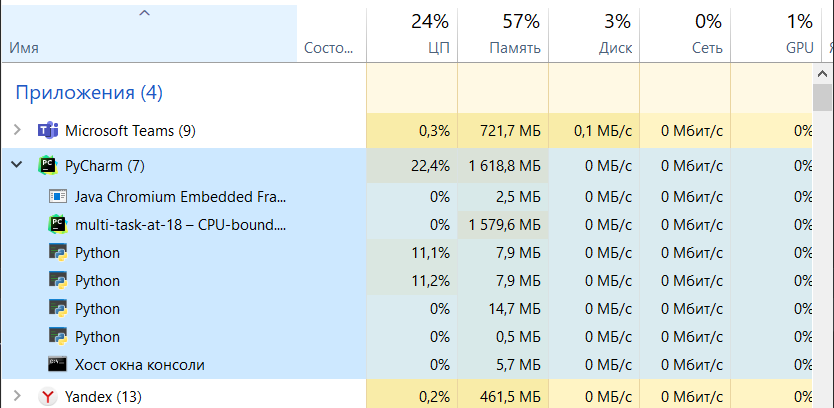 24% 57% 3% 0% 1%
Имя Состо... ЦП Память Диск Сеть GPU
Приложения (4)
Microsoft Teams (9) 0,3% 721,7 МБ 0,1 МБ/с 0 Мбит/с 0%
PyCharm (7) 22,4% 1 618,8 МБ 0 МБ/с 0 Мбит/с 0%
Java Chromium Embedded Fra... 0% 2,5 МБ 0 МБ/с 0 Мбит/с 0%
multi-task-at-18 – CPU-bound.... 0% 1 579,6 МБ 0 МБ/с 0 Мбит/с 0%
Python 11,1% 7,9 МБ 0 МБ/с 0 Мбит/с 0%
Python 11,2% 7,9 МБ 0 МБ/с 0 Мбит/с 0%
Python 0% 14,7 МБ 0 МБ/с 0 Мбит/с 0%
Python 0% 0,5 МБ 0 МБ/с 0 Мбит/с 0%
Хост окна консоли 0% 5,7 МБ 0 МБ/с 0 Мбит/с 0%
Yandex (13) 0,2% 461,5 МБ 0 МБ/с 0 Мбит/с 0%